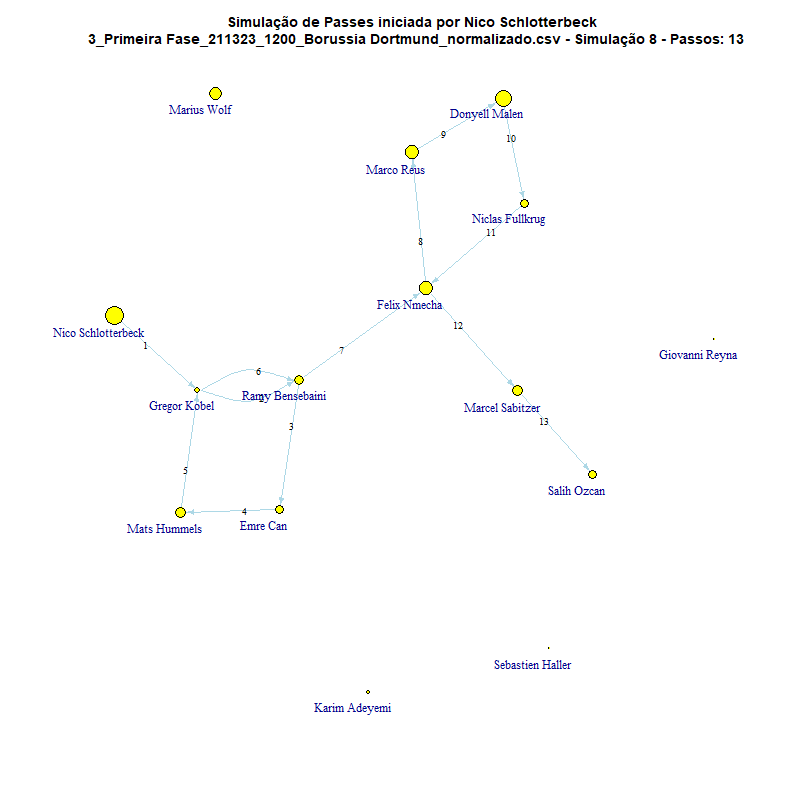 Simulação de Passes iniciada por Nico Schlotterbeck
3_Primeira Fase_211323_1200_Borussia Dortmund_normalizado.csv - Simulação 8 - Passos: 13
Marius Wolf
Donyell Malen
9
10
Marco Reus
Niclas Fullkrug
11
8
Felix Nmecha
12
Nico Schlotterbeck
1
7
Giovanni Reyna
6
Ramy Bensebaini
Gregor Kobel
Marcel Sabitzer
13
3
5
Salih Ozcan
4
Mats Hummels
Emre Can
Sebastien Haller
Karim Adeyemi